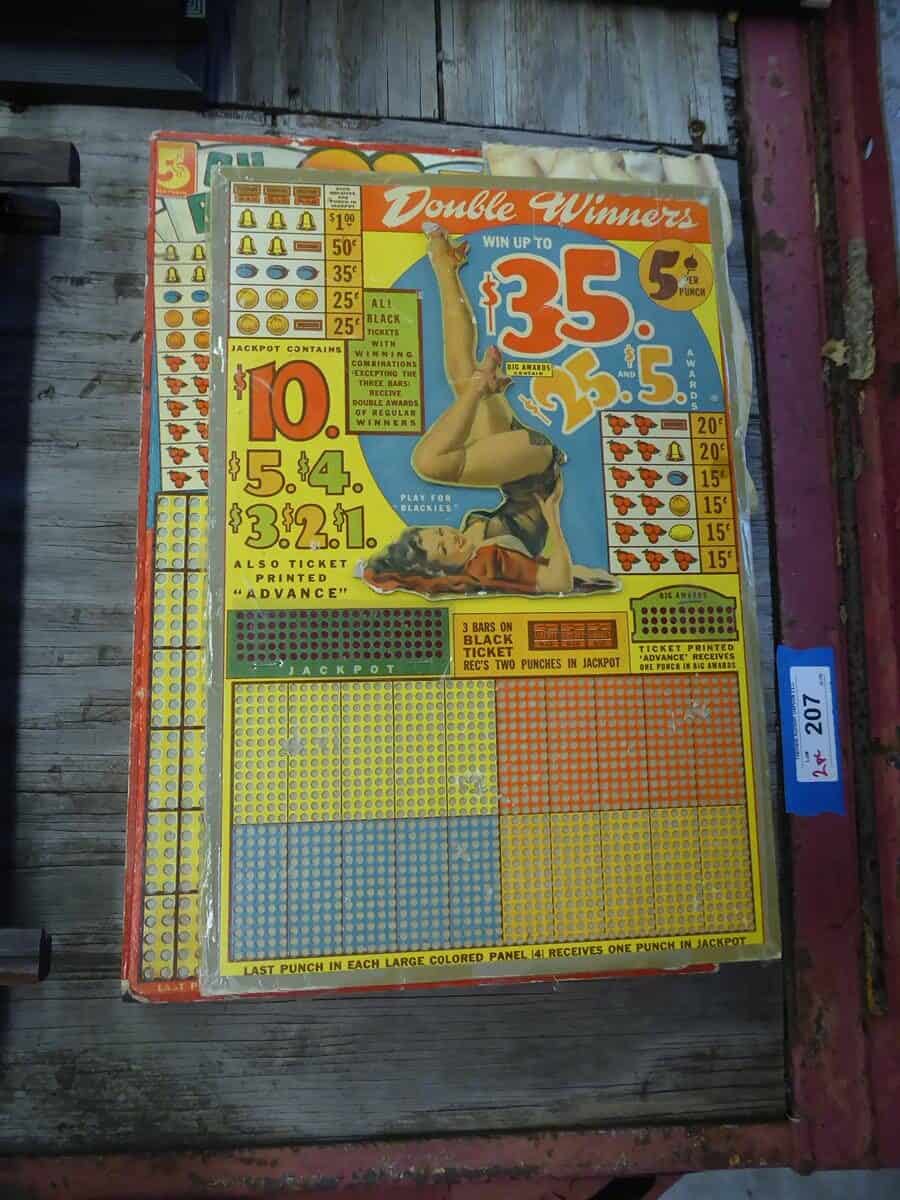 5
Double Winners
WIN UP TO
$35.
5¢
PER
PUNCH
$1.00
50¢
35¢
25¢
25¢
BIG AWARDS
CONTAIN
$25. AND $5.
AWARDS
ALL
BLACK
TICKETS
WITH
WINNING
COMBINATIONS
EXCEPTING THE
THREE BARS
RECEIVE
DOUBLE AWARDS
OF REGULAR
WINNERS
JACKPOT CONTAINS
$10.
$5. $4.
$3. $2. $1.
ALSO TICKET
PRINTED
"ADVANCE"
20¢
20¢
15¢
15¢
15¢
15¢
PLAY FOR
"BLACKIES"
JACKPOT
3 BARS ON
BLACK
TICKET
REC'S TWO PUNCHES IN JACKPOT
BIG AWARDS
TICKET PRINTED
'ADVANCE' RECEIVES
ONE PUNCH IN BIG AWARDS
LAST PUNCH IN EACH LARGE COLORED PANEL [4] RECEIVES ONE PUNCH IN JACKPOT
LAST P
207
2pc